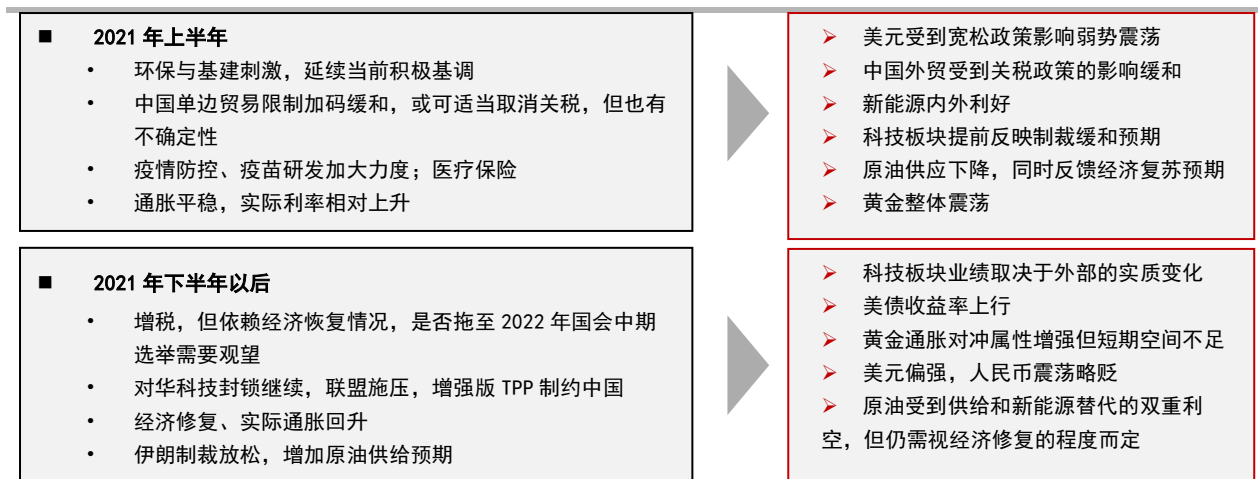 ■ 2021 年上半年
• 环保与基建刺激，延续当前积极基调
• 中国单边贸易限制加码缓和，或可适当取消关税，但也有
不确定性
• 疫情防控、疫苗研发加大力度；医疗保险
• 通胀平稳，实际利率相对上升
➢ 美元受到宽松政策影响弱势震荡
➢ 中国外贸受到关税政策的影响缓和
➢ 新能源内外利好
➢ 科技板块提前反映制裁缓和预期
➢ 原油供应下降，同时反馈经济复苏预期
➢ 黄金整体震荡
■ 2021 年下半年以后
• 增税，但依赖经济恢复情况，是否拖至 2022 年国会中期
选举需要观望
• 对华科技封锁继续，联盟施压，增强版 TPP 制约中国
• 经济修复、实际通胀回升
• 伊朗制裁放松，增加原油供给预期
➢ 科技板块业绩取决于外部的实质变化
➢ 美债收益率上行
➢ 黄金通胀对冲属性增强但短期空间不足
➢ 美元偏强，人民币震荡略贬
➢ 原油受到供给和新能源替代的双重利
空，但仍需视经济修复的程度而定